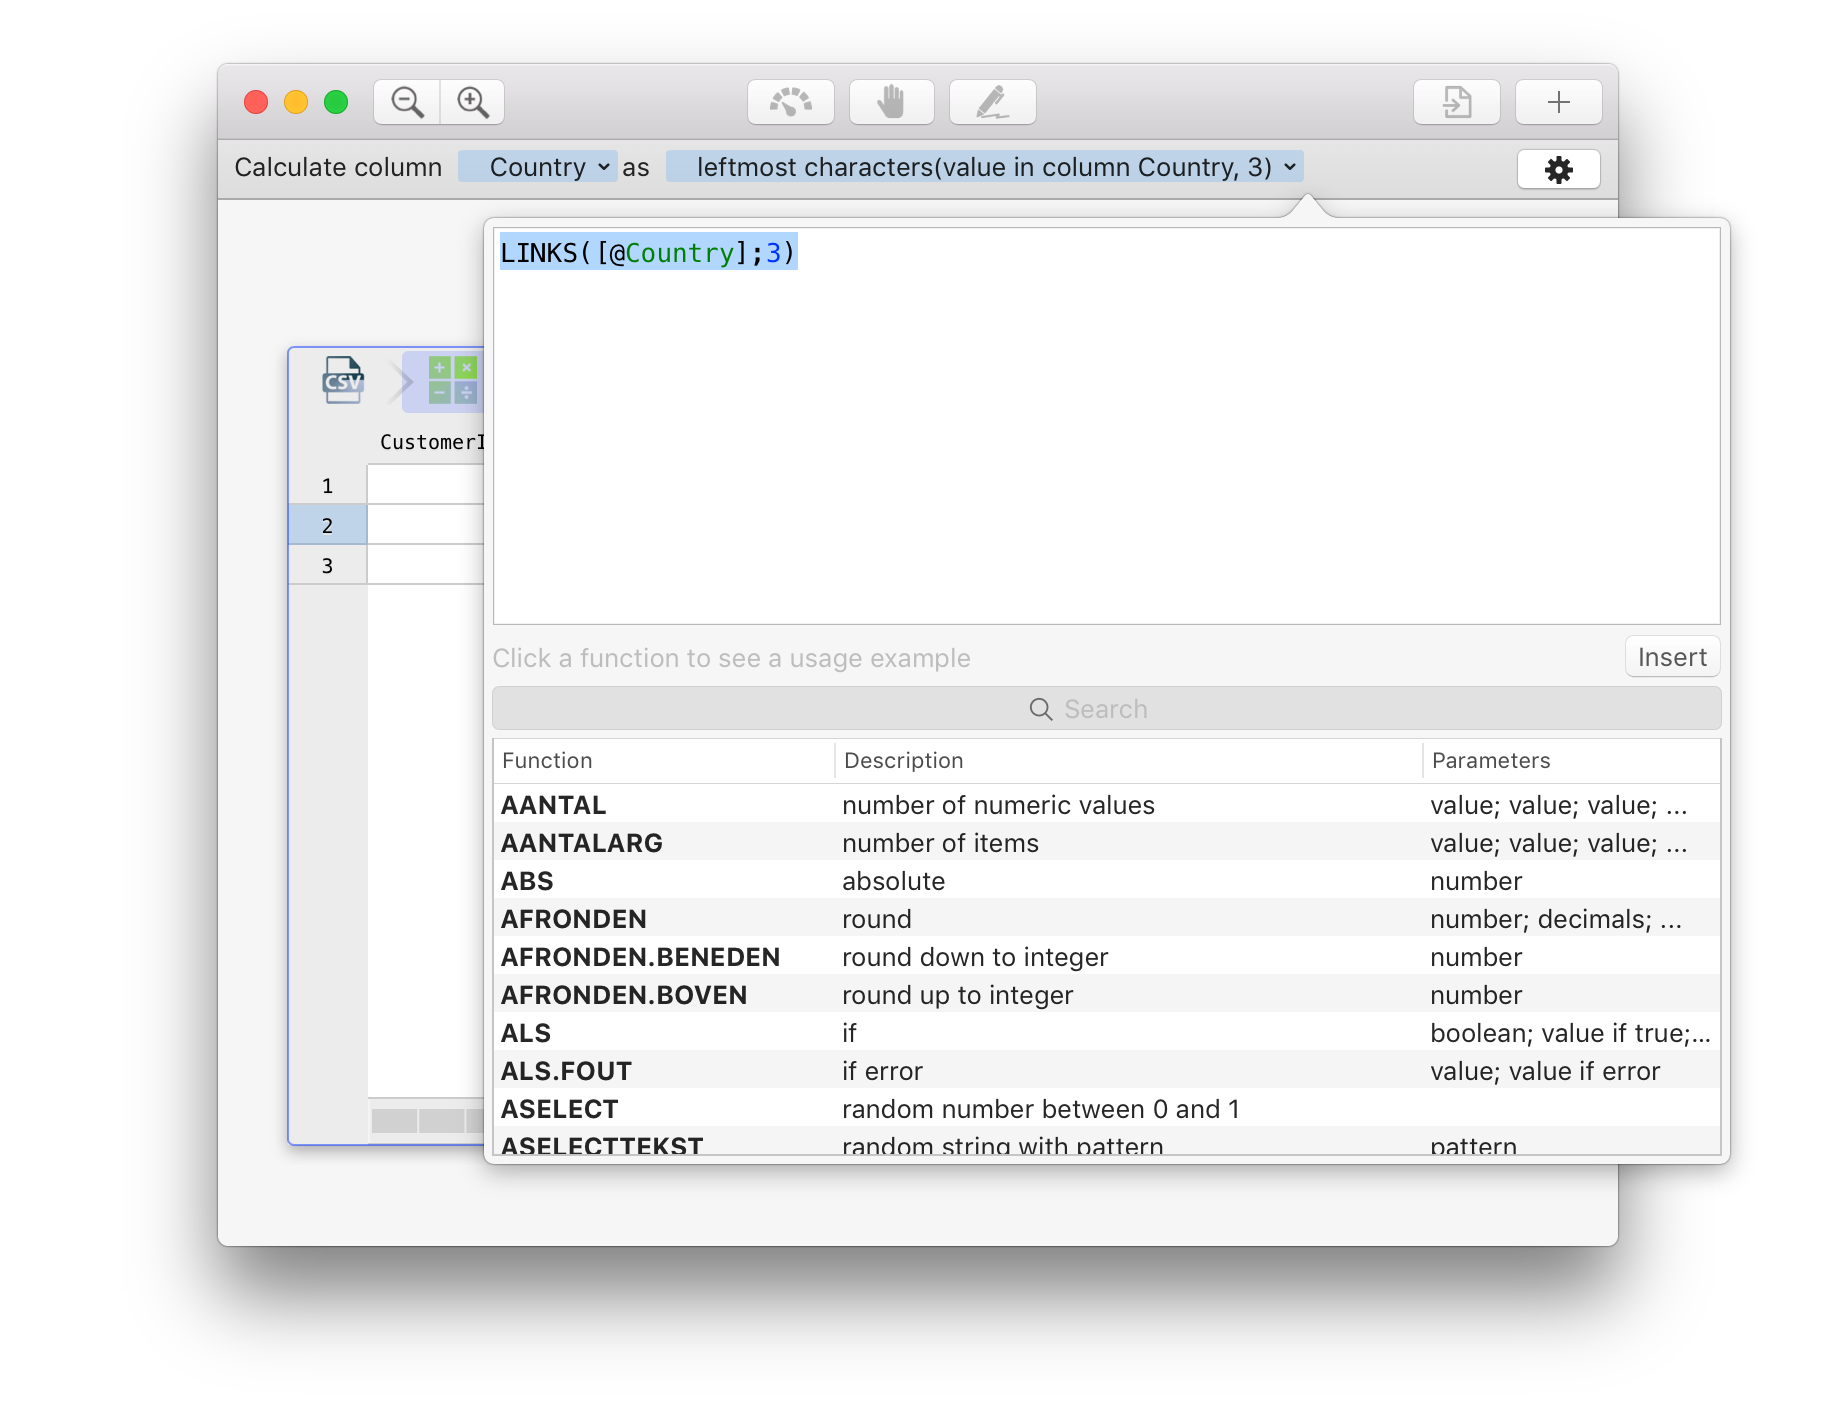 Calculate column Country as leftmost characters(value in column Country, 3)
LINKS([@Country];3)
CSV
CustomerI
1
2
3
Click a function to see a usage example Insert
Search
Function Description Parameters
AANTAL number of numeric values value; value; value; ...
AANTALARG number of items value; value; value; ...
ABS absolute number
AFRONDEN round number; decimals; ...
AFRONDEN.BENEDEN round down to integer number
AFRONDEN.BOVEN round up to integer number
ALS if boolean; value if true;...
ALS.FOUT if error value; value if error
ASELECT random number between 0 and 1
ASELECTTEKST random string with pattern pattern